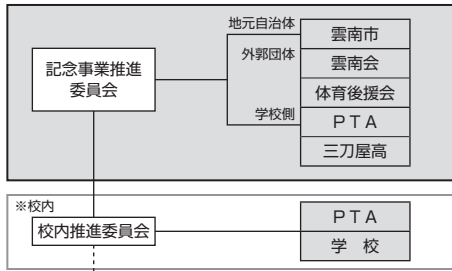 地元自治体
雲南市
記念事業推進
委員会
外郭団体
雲南会
体育後援会
学校側
ＰＴＡ
三刀屋高
※校内
校内推進委員会
ＰＴＡ
学　校